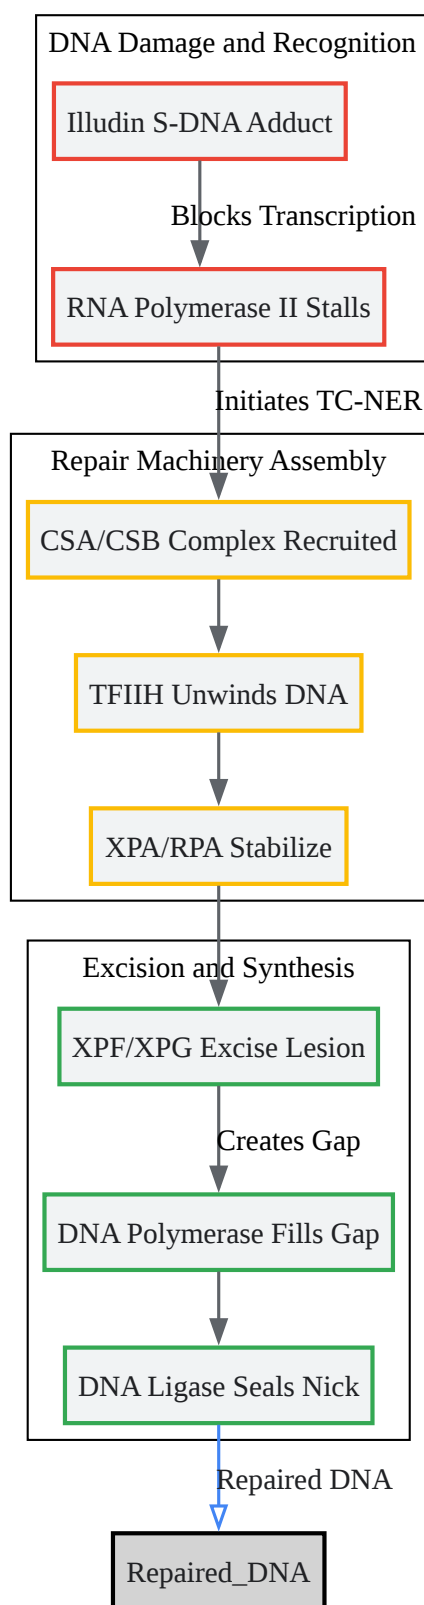 DNA Damage and Recognition
Illudin S-DNA Adduct
Blocks Transcription
RNA Polymerase II Stalls
Initiates TC-NER
Repair Machinery Assembly
CSA/CSB Complex Recruited
TFIIH Unwinds DNA
XPA/RPA Stabilize
Excision and Synthesis
XPF/XPG Excise Lesion
Creates Gap
DNA Polymerase Fills Gap
DNA Ligase Seals Nick
Repaired DNA
Repaired_DNA